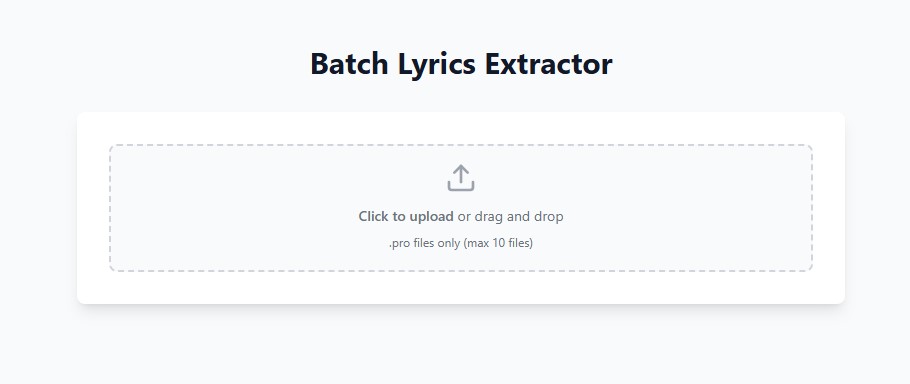 Batch Lyrics Extractor
Click to upload or drag and drop
.pro files only (max 10 files)